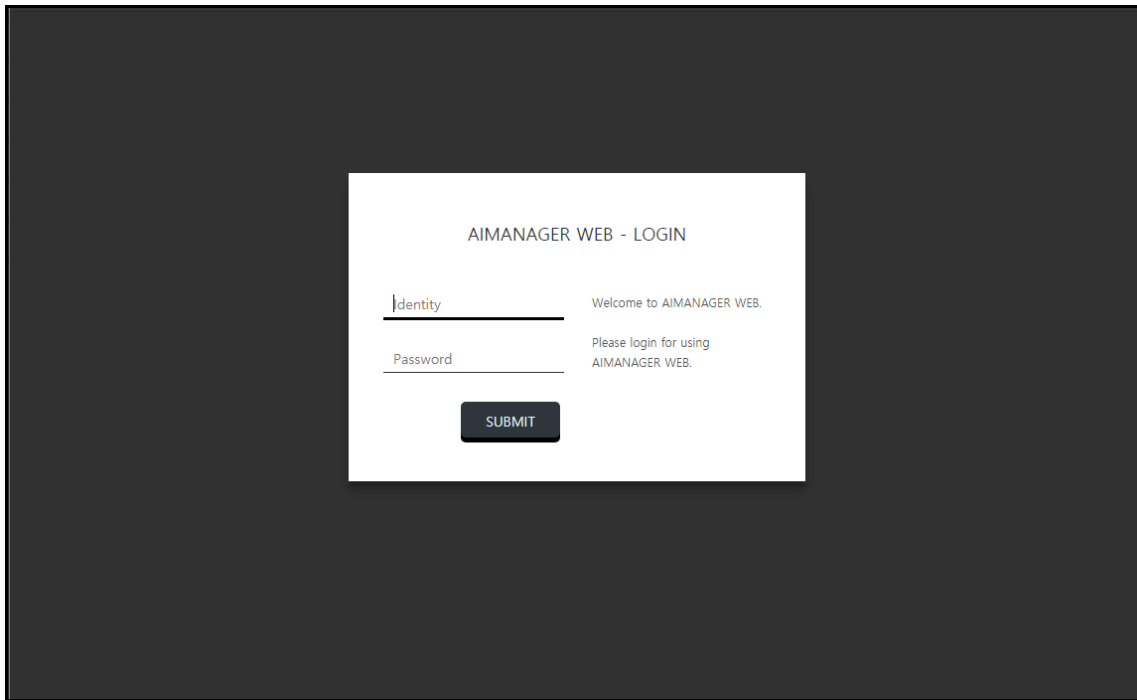 AIMANAGER WEB - LOGIN
Identity
Password
SUBMIT
Welcome to AIMANAGER WEB.
Please login for using
AIMANAGER WEB.